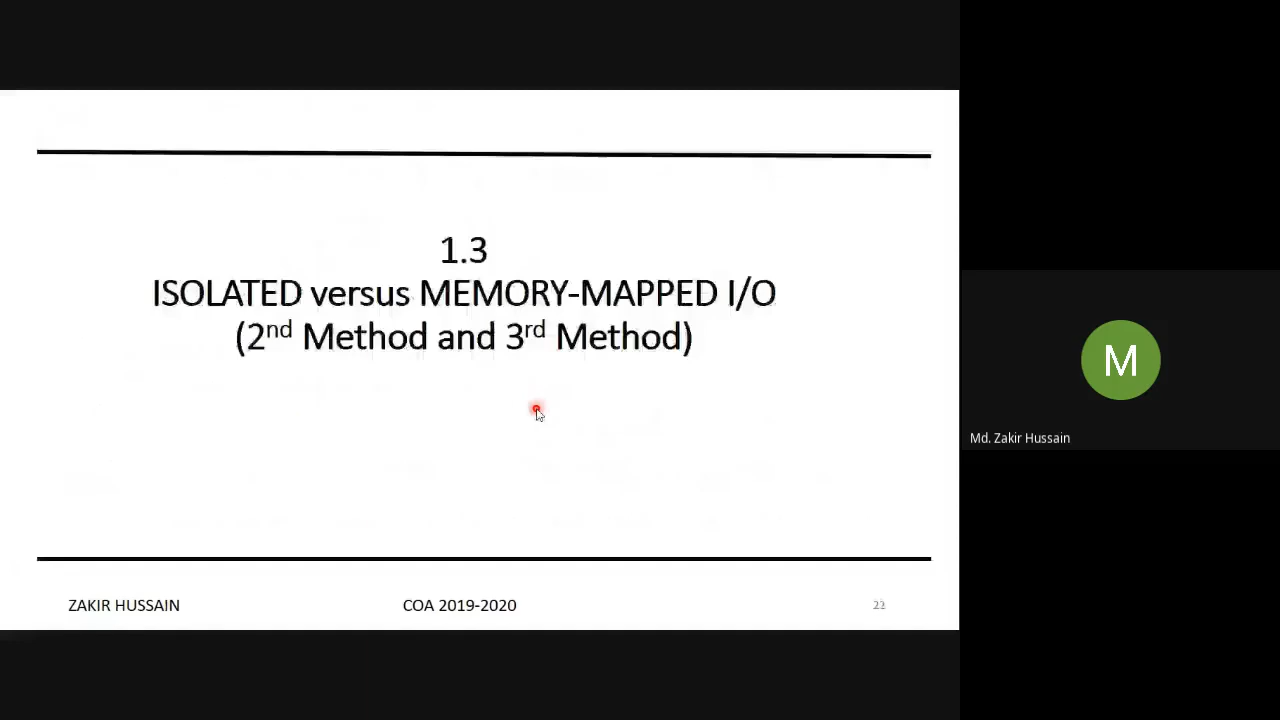 1.3
ISOLATED versus MEMORY-MAPPED I/O
(2nd Method and 3rd Method)
ZAKIR HUSSAIN
COA 2019-2020
22
M
Md. Zakir Hussain